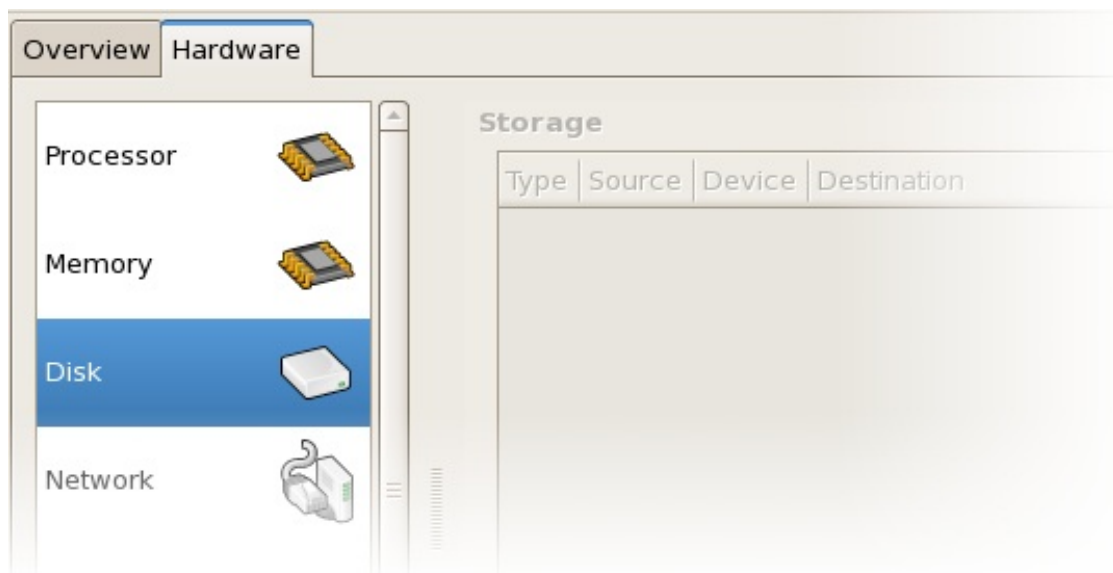 Overview Hardware
Processor
Memory
Disk
Network
Storage
Type Source Device Destination